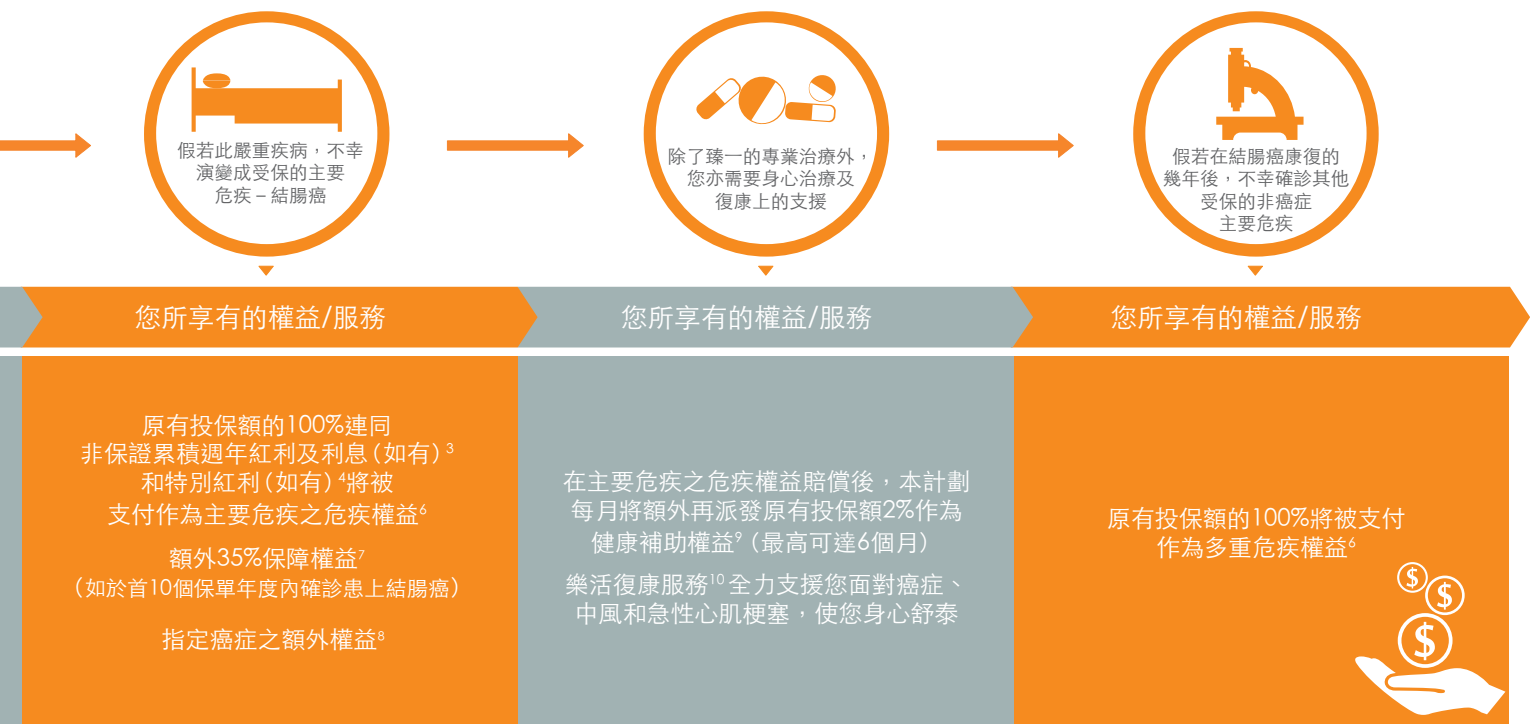 假若此嚴重疾病，不幸
演變成受保的主要
危疾 – 結腸癌
除了臻一的專業治療外，
您亦需要身心治療及
復康上的支援
假若在結腸癌康復的
幾年後，不幸確診其他
受保的非癌症
主要危疾
您所享有的權益/服務
您所享有的權益/服務
您所享有的權益/服務
原有投保額的100%連同
非保證累積週年紅利及利息（如有）3
和特別紅利（如有）4將被
支付作為主要危疾之危疾權益6
額外35%保障權益7
（如於首10個保單年度內確診患上結腸癌）
指定癌症之額外權益8
在主要危疾之危疾權益賠償後，本計劃
每月將額外再派發原有投保額2%作為
健康補助權益9（最高可達6個月）
樂活復康服務10 全力支援您面對癌症、
中風和急性心肌梗塞，使您身心舒泰
原有投保額的100%將被支付
作為多重危疾權益6
$
$
$